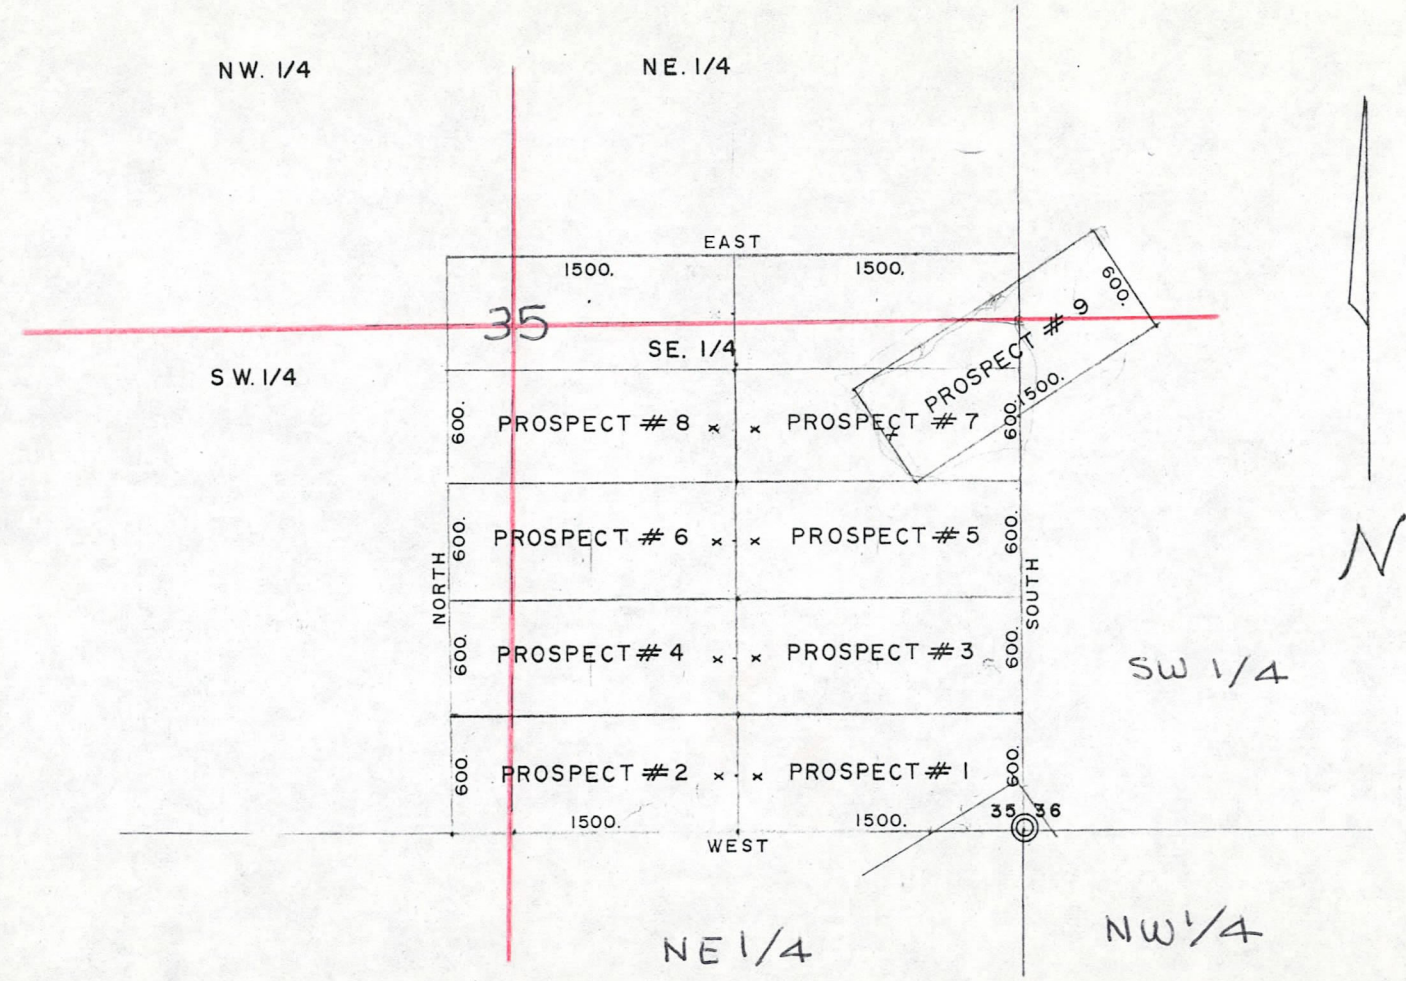 NW. 1/4
NE. 1/4
EAST
1500.
1500.
600.
PROSPECT # 9
1500.
35
SE. 1/4
SW. 1/4
600.
PROSPECT # 8 x
x PROSPECT # 7
600.
600.
PROSPECT # 6 x
x PROSPECT # 5
600.
NORTH
SOUTH
600.
PROSPECT # 4 x
x PROSPECT # 3
600.
SW 1/4
600.
PROSPECT # 2 x
x PROSPECT # 1
600.
1500.
1500.
35 36
WEST
NE 1/4
NW 1/4
N